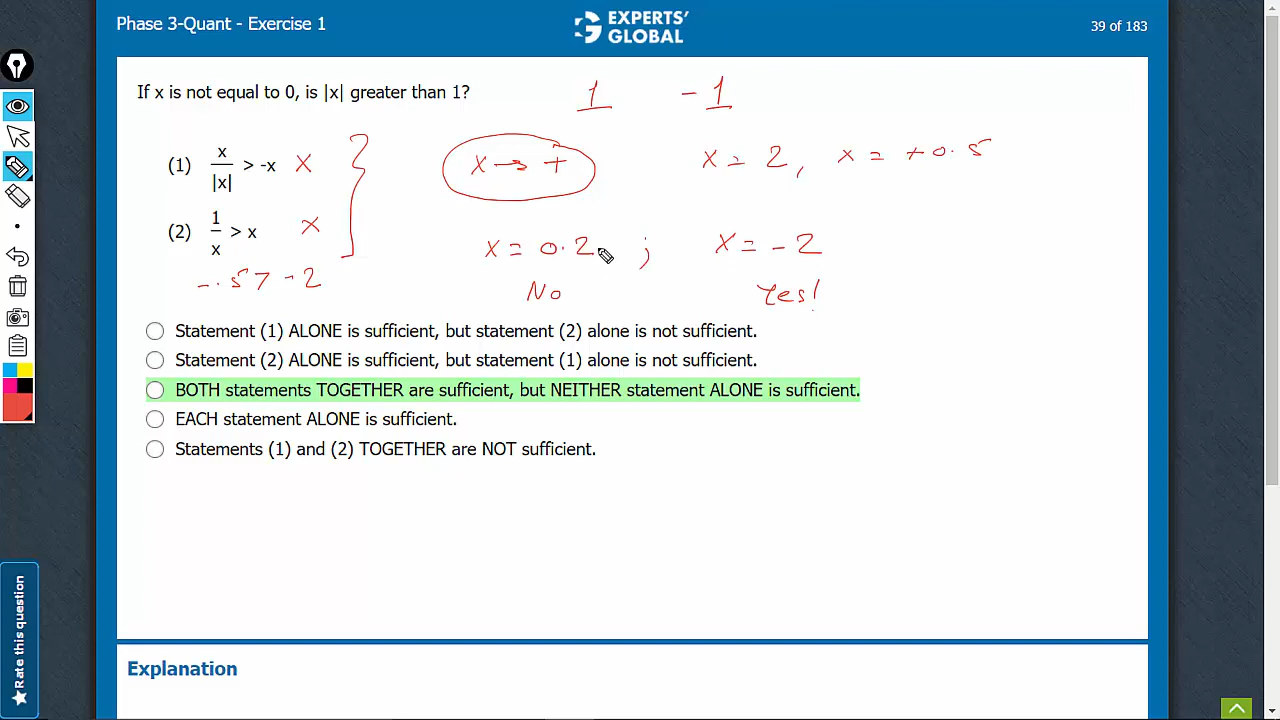 Phase 3-Quant - Exercise 1
EXPERTS' GLOBAL
39 of 183
If x is not equal to 0, is |x| greater than 1?
1 -1
(1) x/|x| > -x X
x → +
x = 2, x = +0.5
(2) 1/x > x X
x = 0.2 ; x = -2
-.5 > -2
No Yes!
Statement (1) ALONE is sufficient, but statement (2) alone is not sufficient.
Statement (2) ALONE is sufficient, but statement (1) alone is not sufficient.
BOTH statements TOGETHER are sufficient, but NEITHER statement ALONE is sufficient.
EACH statement ALONE is sufficient.
Statements (1) and (2) TOGETHER are NOT sufficient.
Rate this question
Explanation